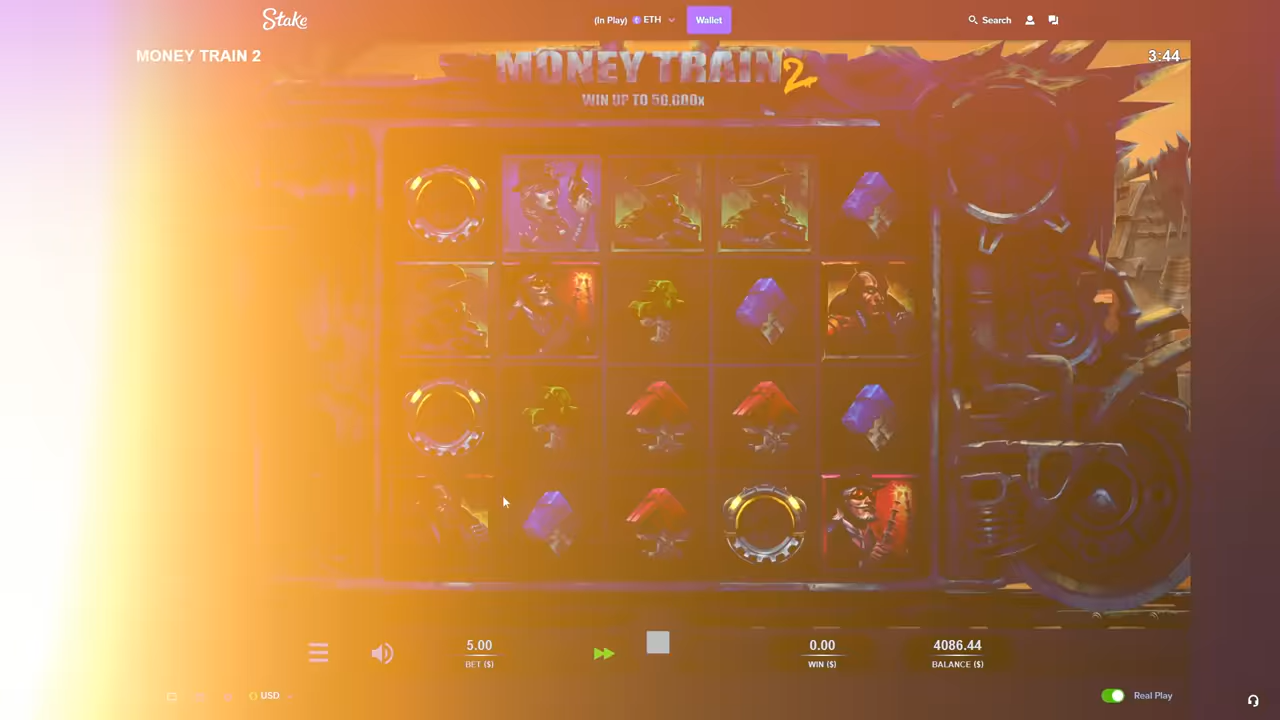 Stake
(In Play) ETH
Wallet
Search
MONEY TRAIN 2
3:44
MONEY TRAIN 2
WIN UP TO 50,000x
5.00
BET ($)
0.00
WIN ($)
4086.44
BALANCE ($)
USD
Real Play